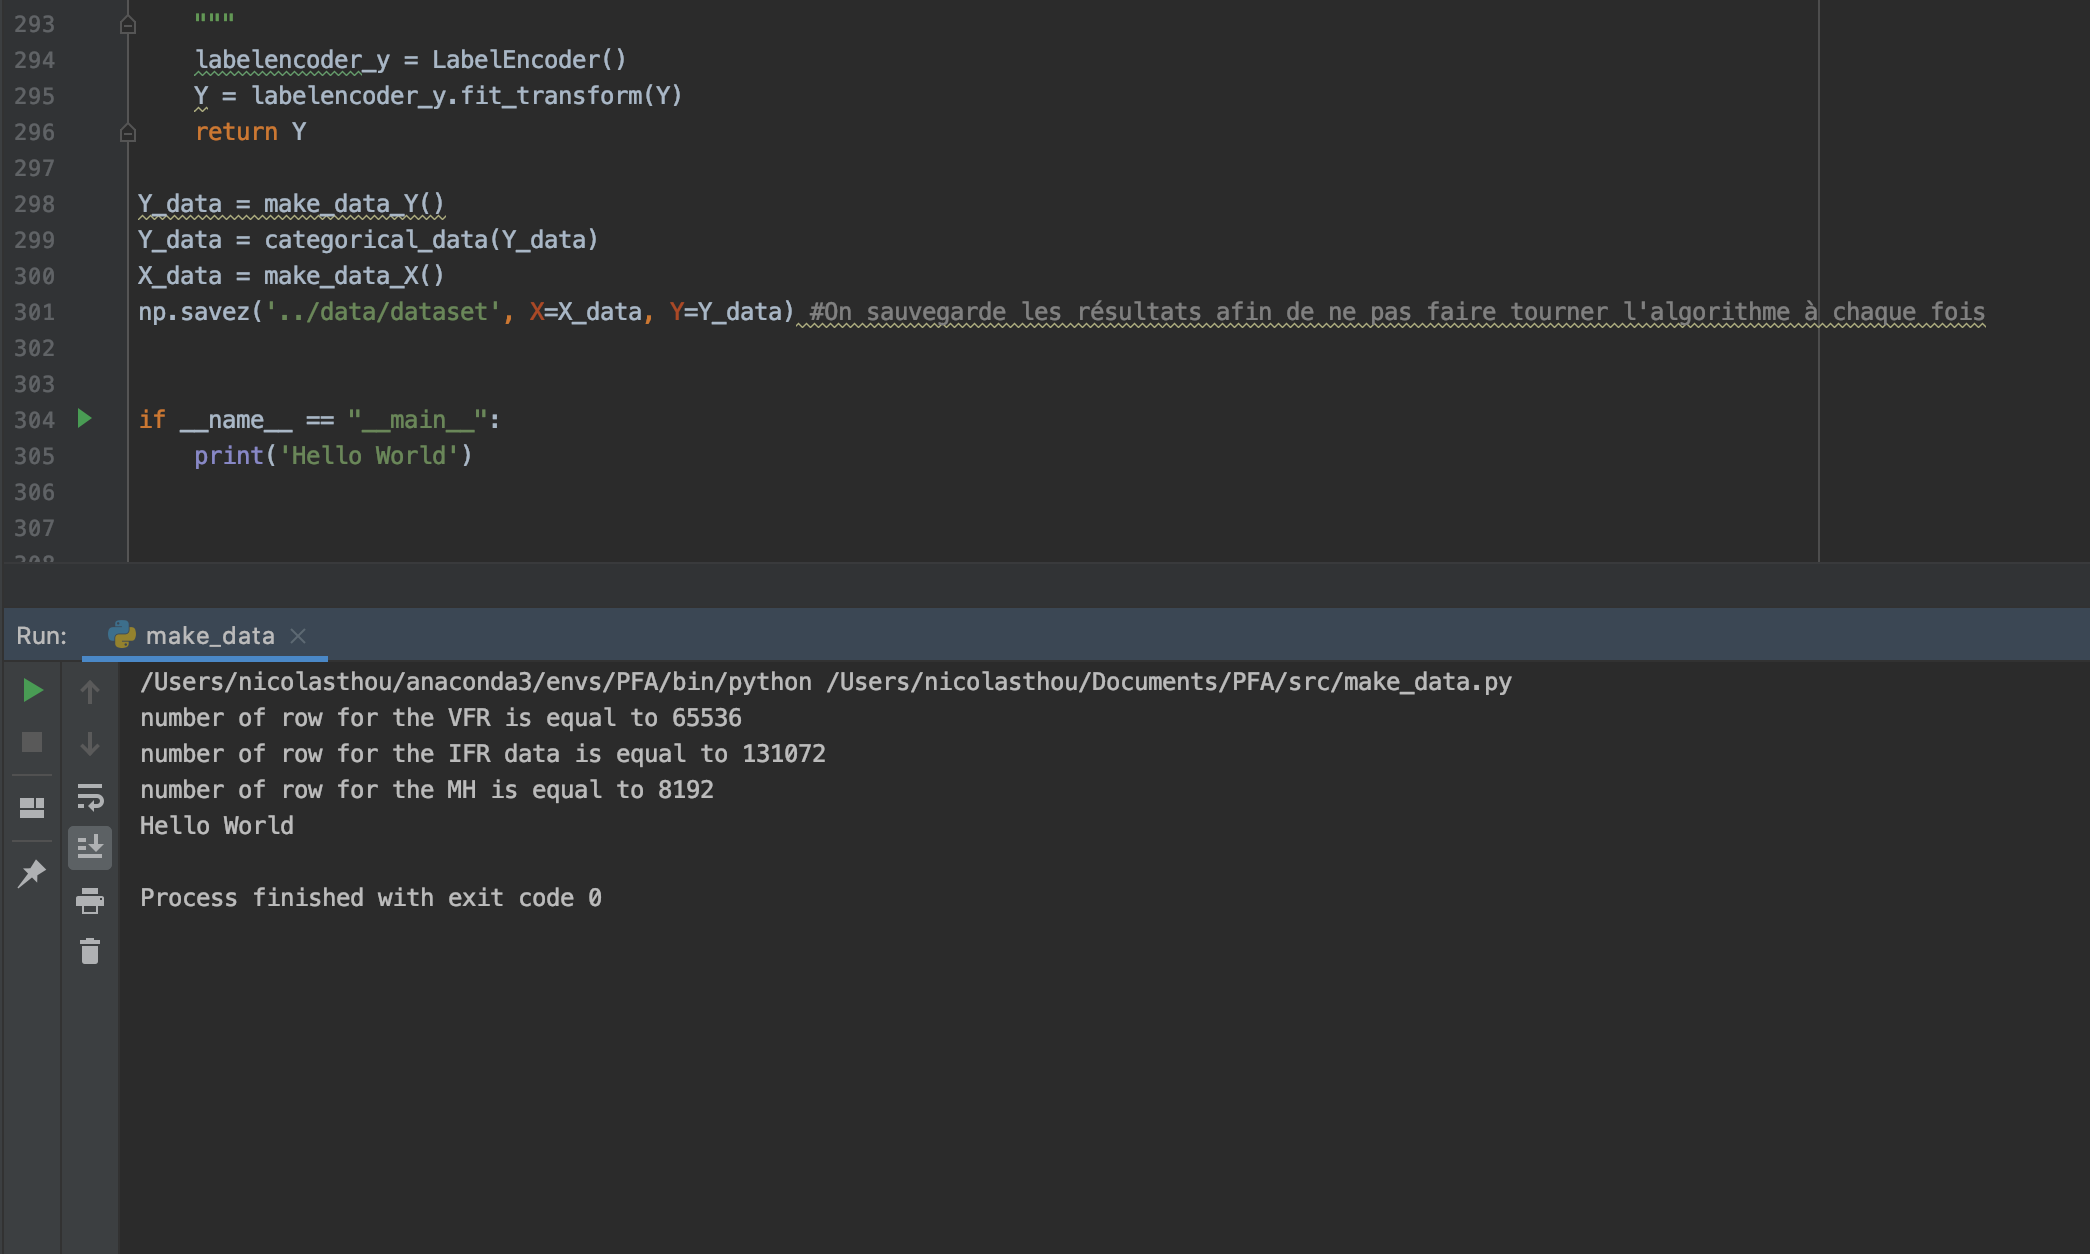 293 """
294 labelencoder_y = LabelEncoder()
295 Y = labelencoder_y.fit_transform(Y)
296 return Y
297
298 Y_data = make_data_Y()
299 Y_data = categorical_data(Y_data)
300 X_data = make_data_X()
301 np.savez('../data/dataset', X=X_data, Y=Y_data) #On sauvegarde les résultats afin de ne pas faire tourner l'algorithme à chaque fois
302
303
304 if __name__ == "__main__":
305 print('Hello World')
306
307
308
Run: make_data
/Users/nicolasthou/anaconda3/envs/PFA/bin/python /Users/nicolasthou/Documents/PFA/src/make_data.py
number of row for the VFR is equal to 65536
number of row for the IFR data is equal to 131072
number of row for the MH is equal to 8192
Hello World
Process finished with exit code 0